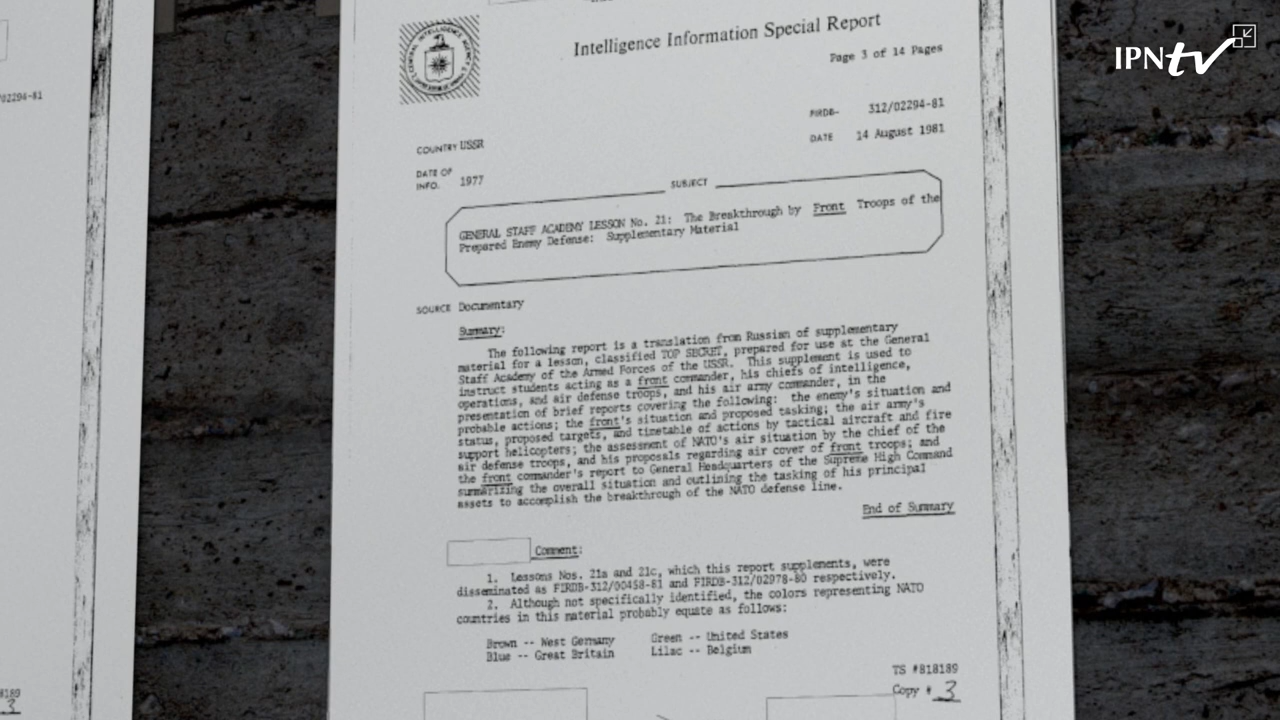 Intelligence Information Special Report
Page 3 of 14 Pages
IPNtv
/02294-81
FIRDB- 312/02294-81
DATE 14 August 1981
COUNTRY USSR
DATE OF
INFO. 1977
SUBJECT
GENERAL STAFF ACADEMY LESSON No. 21: The Breakthrough by Front Troops of the
Prepared Enemy Defense: Supplementary Material
SOURCE Documentary
Summary:
The following report is a translation from Russian of supplementary
material for a lesson, classified TOP SECRET, prepared for use at the General
Staff Academy of the Armed Forces of the USSR. This supplement is used to
instruct students acting as a front commander, his chiefs of intelligence,
operations, and air defense troops, and his air army commander, in the
presentation of brief reports covering the following: the enemy's situation and
probable actions; the front's situation and proposed tasking; the air army's
status, proposed targets, and timetable of actions by tactical aircraft and fire
support helicopters; the assessment of NATO's air situation by the chief of the
air defense troops, and his proposals regarding air cover of front troops; and
the front commander's report to General Headquarters of the Supreme High Command
summarizing the overall situation and outlining the tasking of his principal
assets to accomplish the breakthrough of the NATO defense line.
End of Summary
Comment:
1. Lessons Nos. 21a and 21c, which this report supplements, were
disseminated as FIRDB-312/00458-81 and FIRDB-312/02978-80 respectively.
2. Although not specifically identified, the colors representing NATO
countries in this material probably equate as follows:
Brown -- West Germany Green -- United States
Blue -- Great Britain Lilac -- Belgium
TS #818189
Copy # 3
8189
3